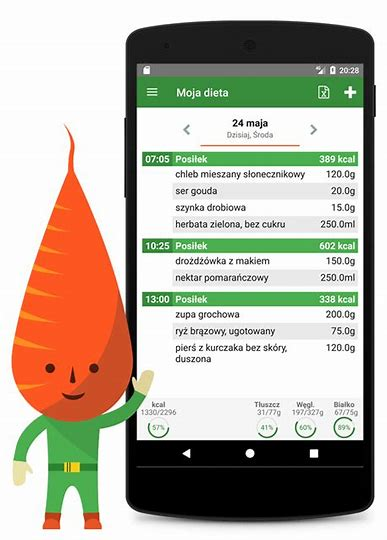 20:28
Moja dieta
24 maja
Dzisiaj, Środa
07:05 Posiłek 389 kcal
chleb mieszany słonecznikowy 120.0g
ser gouda 20.0g
szynka drobiowa 15.0g
herbata zielona, bez cukru 250.0ml
10:25 Posiłek 602 kcal
drożdżówka z makiem 150.0g
nektar pomarańczowy 250.0ml
13:00 Posiłek 338 kcal
zupa grochowa 200.0g
ryż brązowy, ugotowany 75.0g
pierś z kurczaka bez skóry, 120.0g
duszona
kcal Tłuszcz Węgl. Białko
1330/2296 31/77g 197/327g 67/75g
57% 41% 60% 89%